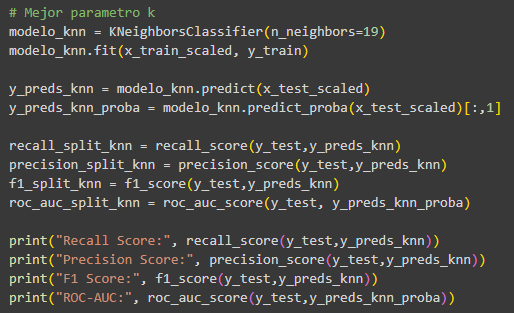 # Mejor parametro k
modelo_knn = KNeighborsClassifier(n_neighbors=19)
modelo_knn.fit(x_train_scaled, y_train)

y_preds_knn = modelo_knn.predict(x_test_scaled)
y_preds_knn_proba = modelo_knn.predict_proba(x_test_scaled)[:,1]

recall_split_knn = recall_score(y_test,y_preds_knn)
precision_split_knn = precision_score(y_test,y_preds_knn)
f1_split_knn = f1_score(y_test,y_preds_knn)
roc_auc_split_knn = roc_auc_score(y_test, y_preds_knn_proba)

print("Recall Score:", recall_score(y_test,y_preds_knn))
print("Precision Score:", precision_score(y_test,y_preds_knn))
print("F1 Score:", f1_score(y_test,y_preds_knn))
print("ROC-AUC:", roc_auc_score(y_test,y_preds_knn_proba))